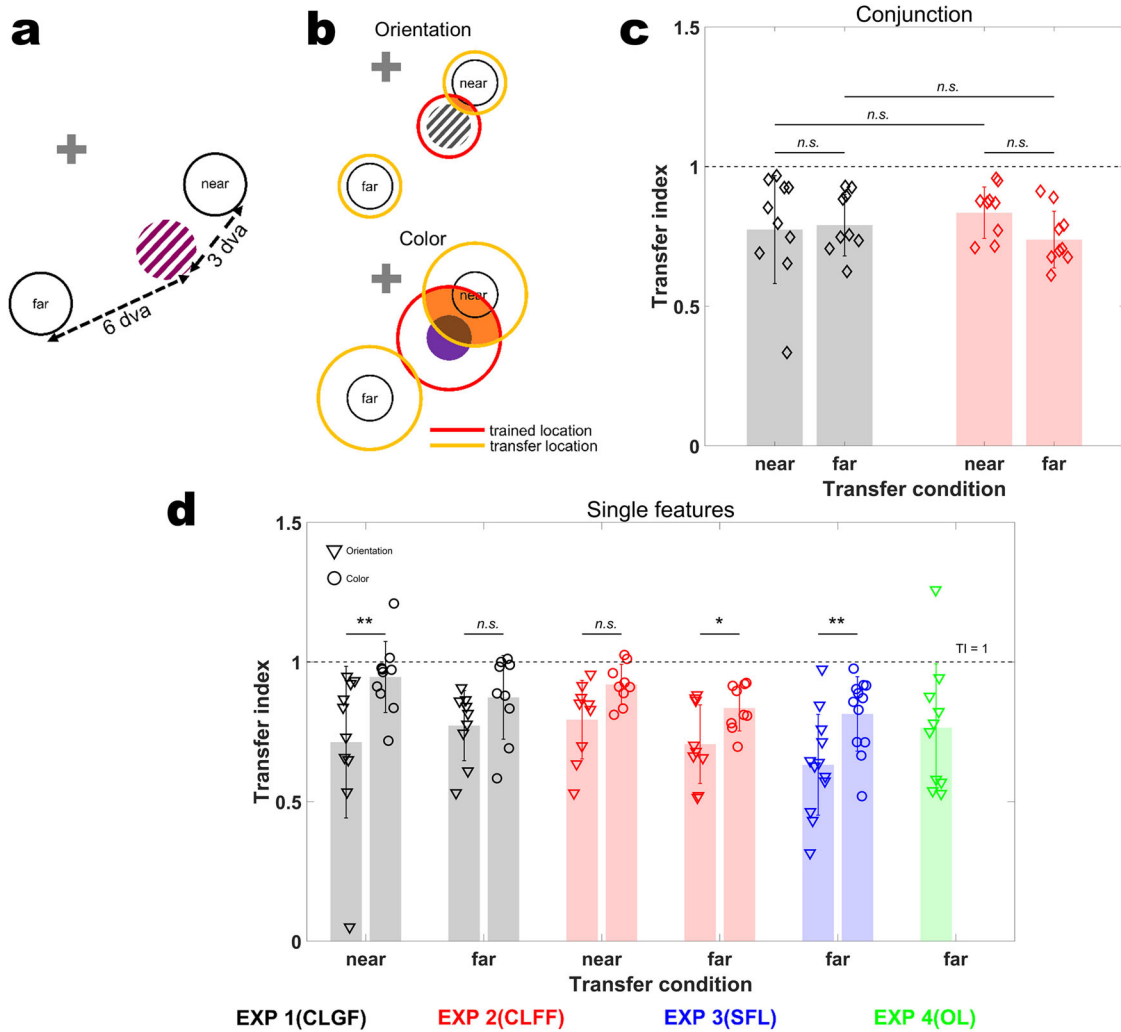 a
near
far
3 dva
6 dva
b
Orientation
near
far
Color
near
far
trained location
transfer location
c
Conjunction
Transfer index
1.5
1
0.5
0
n.s.
n.s.
n.s.
n.s.
near far near far
Transfer condition
d
Single features
Transfer index
1.5
1
0.5
0
Orientation
Color
** n.s. n.s. * **
TI = 1
near far near far far far
Transfer condition
EXP 1(CLGF) EXP 2(CLFF) EXP 3(SFL) EXP 4(OL)